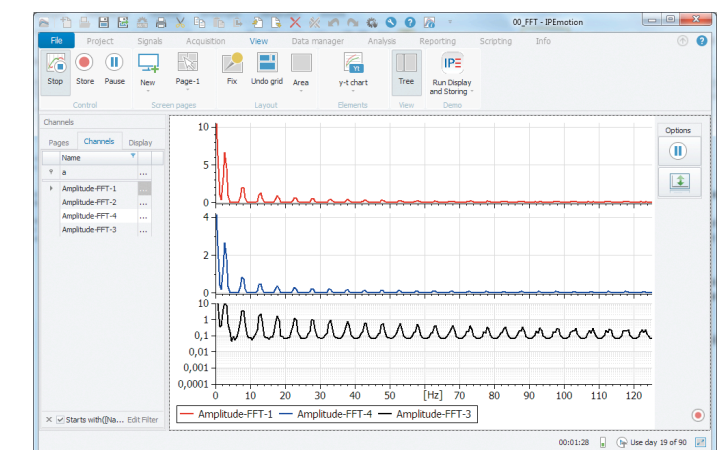 00_FFT - IPEmotion
File Project Signals Acquisition View Data manager Analysis Reporting Scripting Info
Stop Store Pause New Page-1 Fix Undo grid Area y-t chart Tree Run Display and Storing
Control Screen pages Layout Elements View Demo
Channels
Pages Channels Display
Name
a ...
Amplitude-FFT-1 ...
Amplitude-FFT-2 ...
Amplitude-FFT-4 ...
Amplitude-FFT-3 ...
Options
10
5
0
4
2
0
10
1
0,1
0,01
0,001
0,0001
0 10 20 30 40 50 [Hz] 70 80 90 100 110 120
Amplitude-FFT-1 Amplitude-FFT-4 Amplitude-FFT-3
Starts with([Na... Edit Filter
00:01:28 Use day 19 of 90